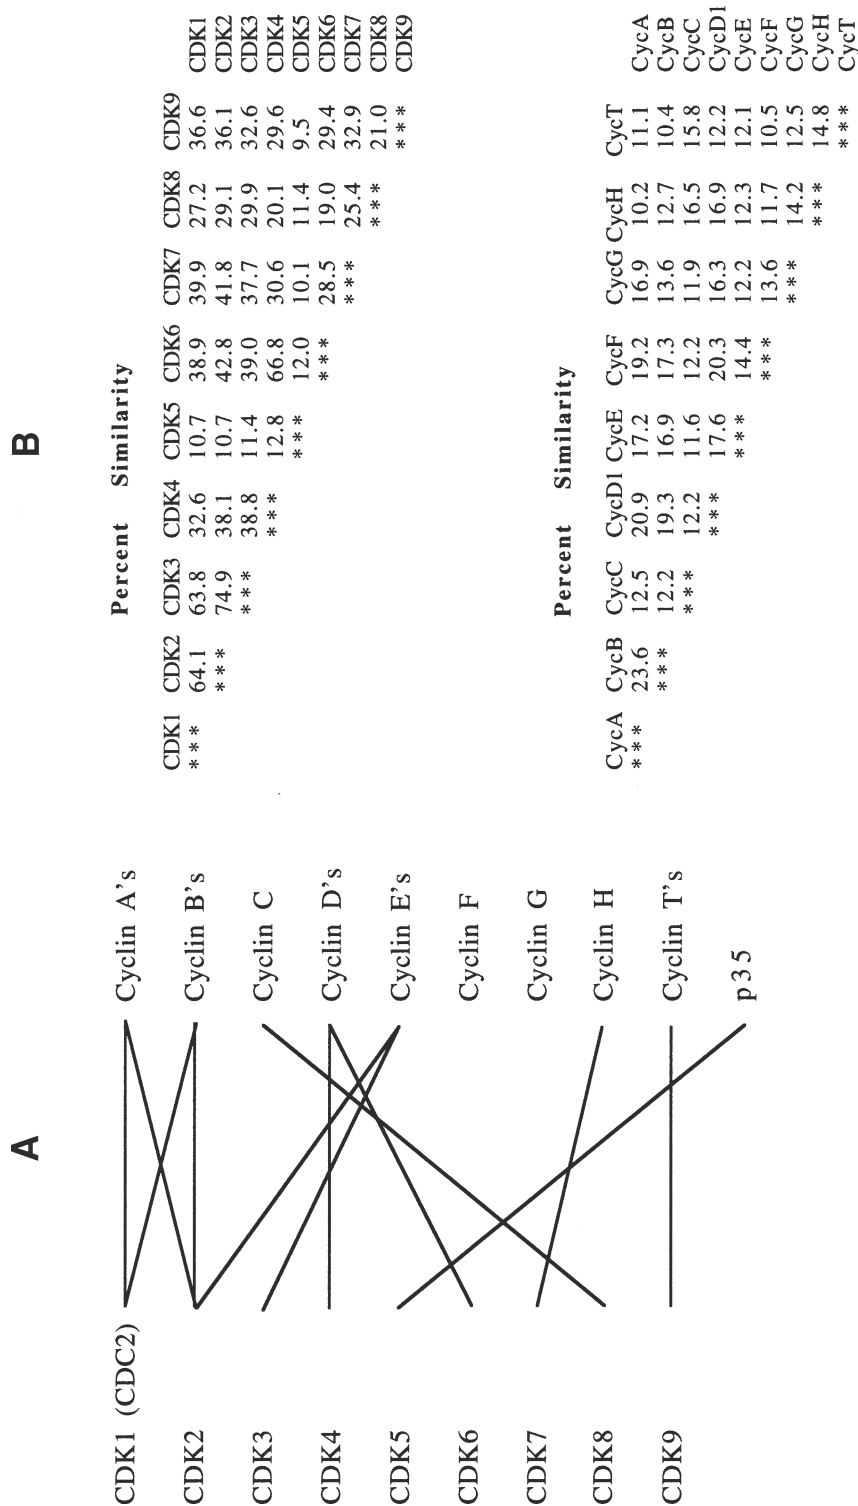 A
CDK1 (CDC2) Cyclin A's
CDK2 Cyclin B's
CDK3 Cyclin C
CDK4 Cyclin D's
CDK5 Cyclin E's
CDK6 Cyclin F
CDK7 Cyclin G
CDK8 Cyclin H
CDK9 Cyclin T's
p35
B
Percent Similarity
CDK1 CDK2 CDK3 CDK4 CDK5 CDK6 CDK7 CDK8 CDK9
*** 64.1 63.8 32.6 10.7 38.9 39.9 27.2 36.6 CDK1
*** 74.9 38.1 10.7 42.8 41.8 29.1 36.1 CDK2
*** 38.8 11.4 39.0 37.7 29.9 32.6 CDK3
*** 12.8 66.8 30.6 20.1 29.6 CDK4
*** 12.0 10.1 11.4 9.5 CDK5
*** 28.5 19.0 29.4 CDK6
*** 25.4 32.9 CDK7
*** 21.0 CDK8
*** CDK9
Percent Similarity
CycA CycB CycC CycD1 CycE CycF CycG CycH CycT
*** 23.6 12.5 20.9 17.2 19.2 16.9 10.2 11.1 CycA
*** 12.2 19.3 16.9 17.3 13.6 12.7 10.4 CycB
*** 12.2 11.6 12.2 11.9 16.5 15.8 CycC
*** 17.6 20.3 16.3 16.9 12.2 CycD1
*** 14.4 12.2 12.3 12.1 CycE
*** 13.6 11.7 10.5 CycF
*** 14.2 12.5 CycG
*** 14.8 CycH
*** CycT